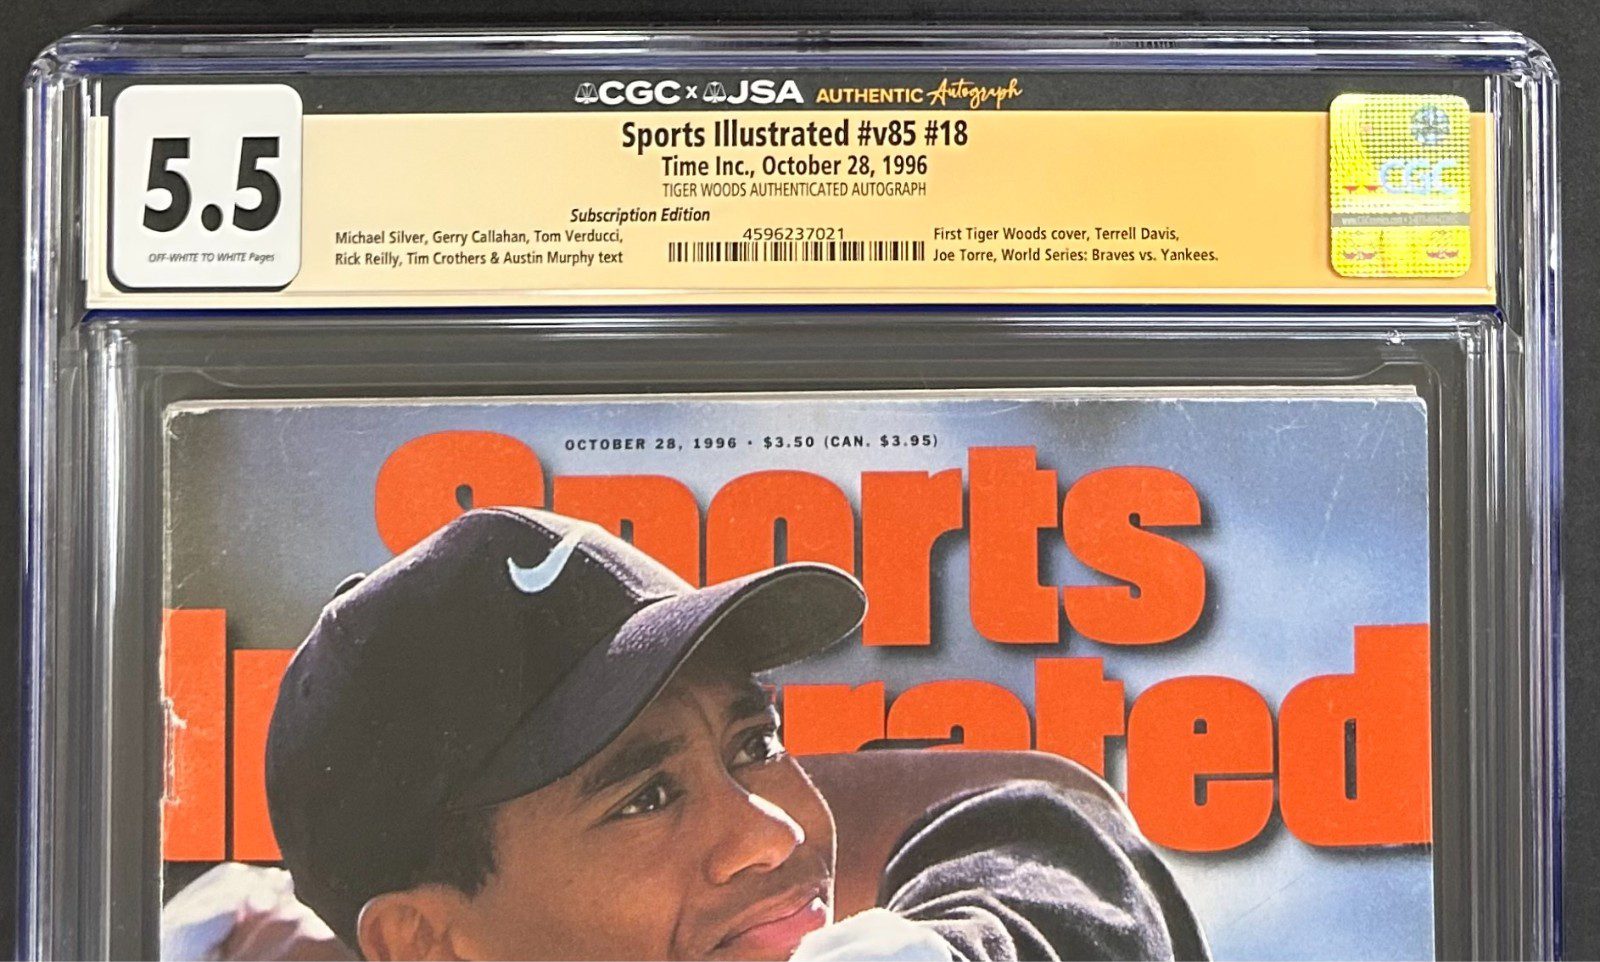 CGC x JSA AUTHENTIC Autograph
5.5
OFF-WHITE TO WHITE Pages
Sports Illustrated #v85 #18
Time Inc., October 28, 1996
TIGER WOODS AUTHENTICATED AUTOGRAPH
Subscription Edition
Michael Silver, Gerry Callahan, Tom Verducci,
Rick Reilly, Tim Crothers & Austin Murphy text
4596237021
First Tiger Woods cover, Terrell Davis,
Joe Torre, World Series: Braves vs. Yankees.
CGC
OCTOBER 28, 1996 • $3.50 (CAN. $3.95)
Sports
Illustrated